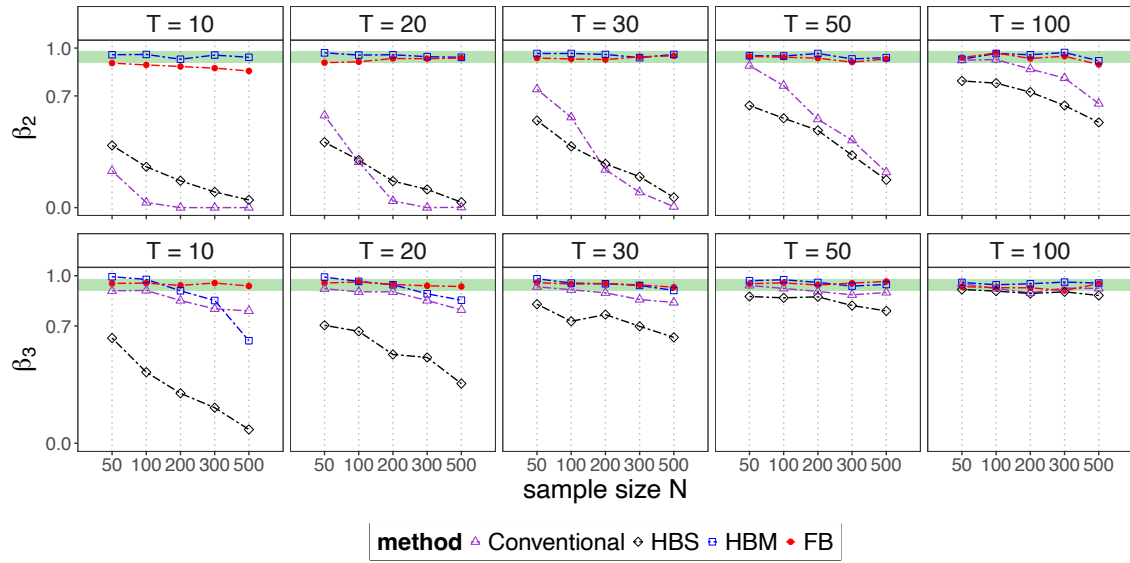 T = 10 T = 20 T = 30 T = 50 T = 100
1.0
0.7
0.0
β2
T = 10 T = 20 T = 30 T = 50 T = 100
1.0
0.7
0.0
β3
50 100 200 300 500 50 100 200 300 500 50 100 200 300 500 50 100 200 300 500 50 100 200 300 500
sample size N
method Conventional HBS HBM FB